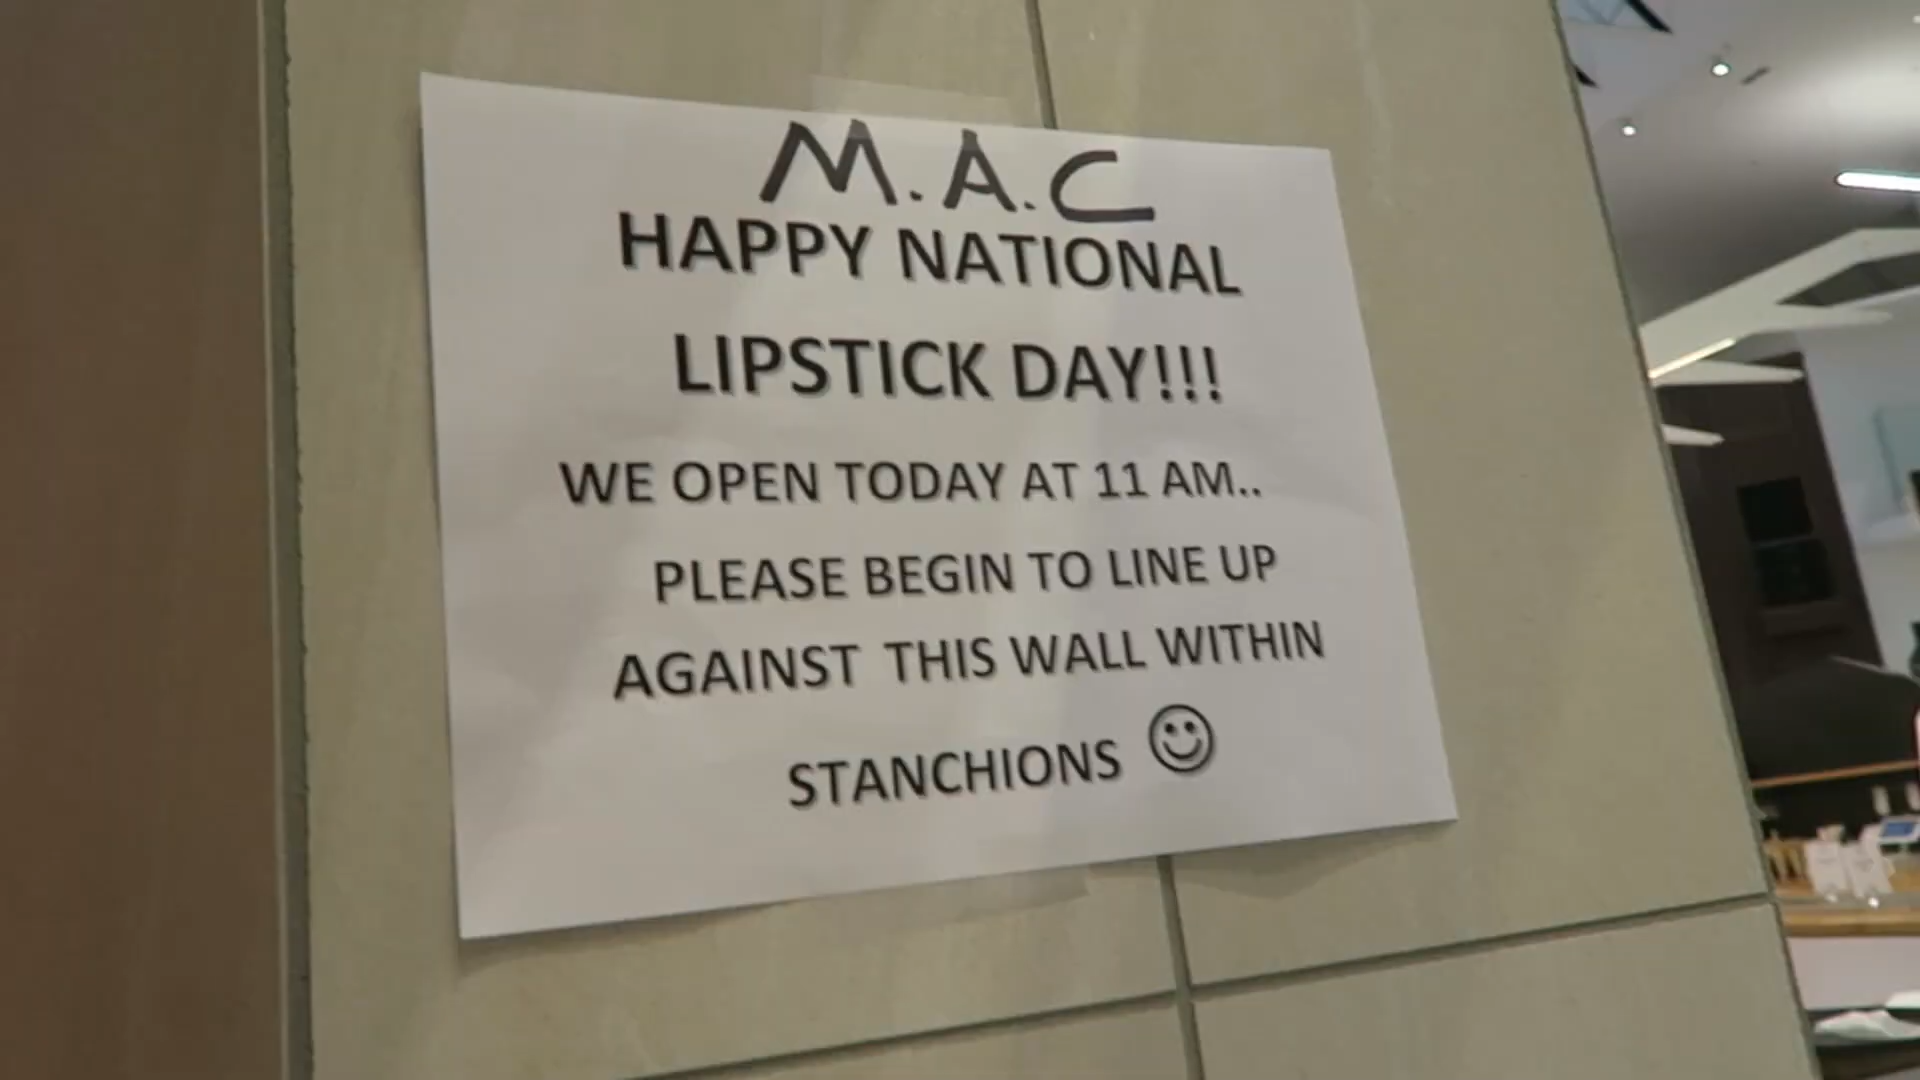 M.A.C
HAPPY NATIONAL
LIPSTICK DAY!!!
WE OPEN TODAY AT 11 AM..
PLEASE BEGIN TO LINE UP
AGAINST THIS WALL WITHIN
STANCHIONS ☺